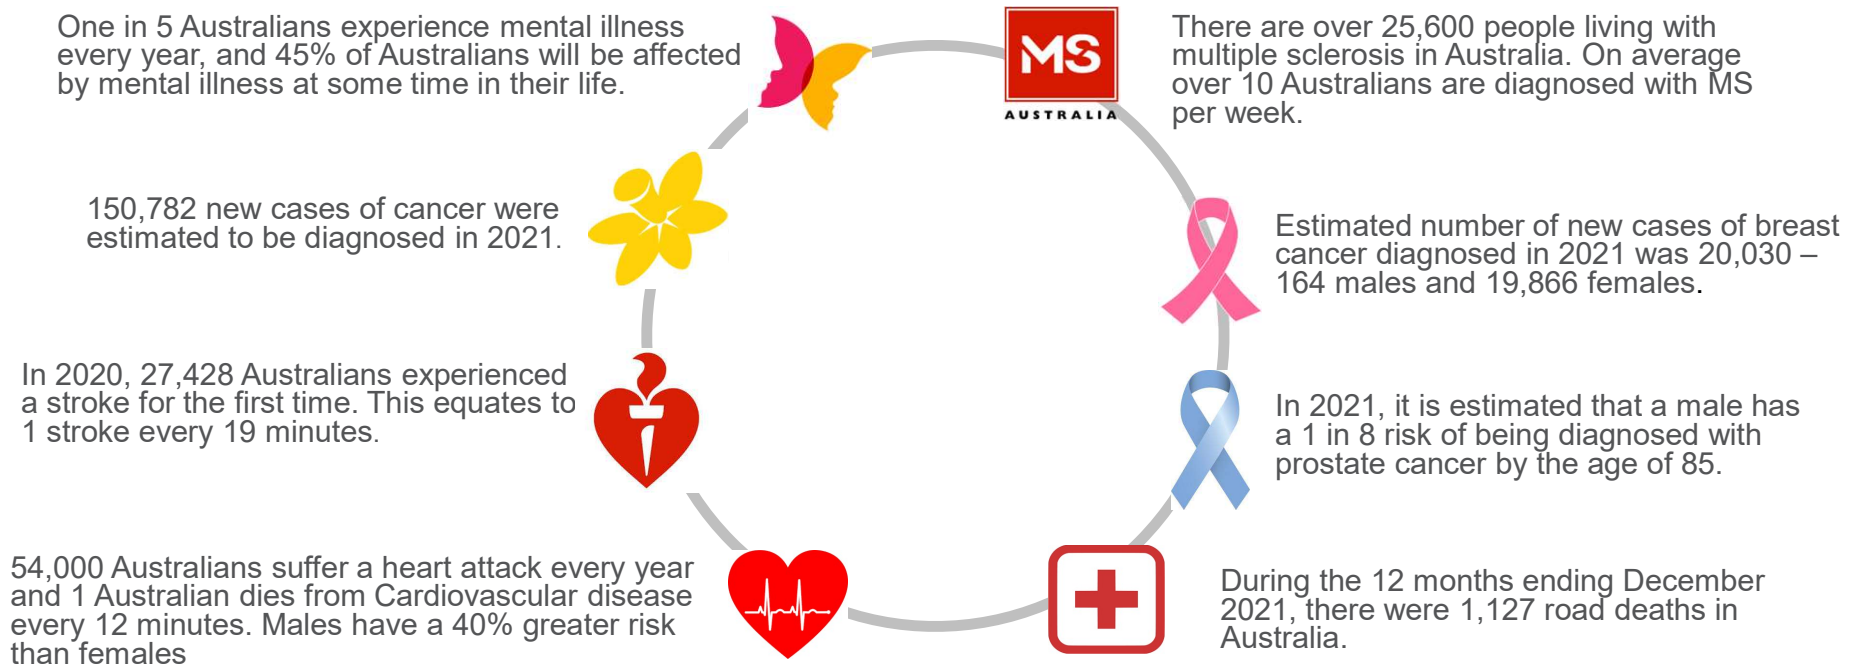 One in 5 Australians experience mental illness
every year, and 45% of Australians will be affected
by mental illness at some time in their life.
MS
AUSTRALIA
There are over 25,600 people living with
multiple sclerosis in Australia. On average
over 10 Australians are diagnosed with MS
per week.
150,782 new cases of cancer were
estimated to be diagnosed in 2021.
Estimated number of new cases of breast
cancer diagnosed in 2021 was 20,030 –
164 males and 19,866 females.
In 2020, 27,428 Australians experienced
a stroke for the first time. This equates to
1 stroke every 19 minutes.
In 2021, it is estimated that a male has
a 1 in 8 risk of being diagnosed with
prostate cancer by the age of 85.
54,000 Australians suffer a heart attack every year
and 1 Australian dies from Cardiovascular disease
every 12 minutes. Males have a 40% greater risk
than females
During the 12 months ending December
2021, there were 1,127 road deaths in
Australia.